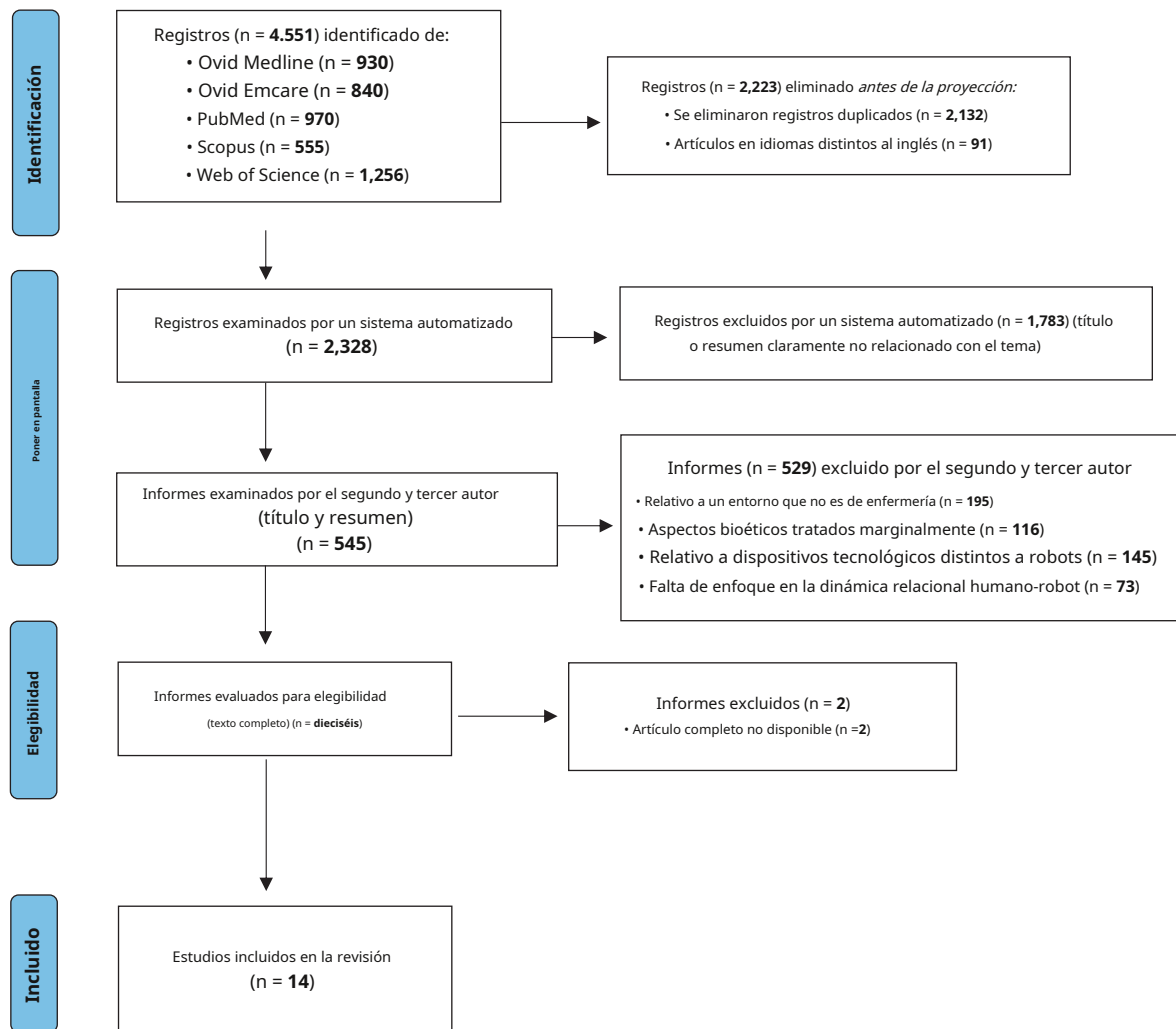 Identificación
Registros (n = 4.551) identificado de:
• Ovid Medline (n = 930)
• Ovid Emcare (n = 840)
• PubMed (n = 970)
• Scopus (n = 555)
• Web of Science (n = 1,256)
Registros (n = 2,223) eliminado antes de la proyección:
• Se eliminaron registros duplicados (n = 2,132)
• Artículos en idiomas distintos al inglés (n = 91)
Poner en pantalla
Registros examinados por un sistema automatizado
(n = 2,328)
Registros excluidos por un sistema automatizado (n = 1,783) (título
o resumen claramente no relacionado con el tema)
Informes examinados por el segundo y tercer autor
(título y resumen)
(n = 545)
Informes (n = 529) excluido por el segundo y tercer autor
• Relativo a un entorno que no es de enfermería (n = 195)
• Aspectos bioéticos tratados marginalmente (n = 116)
• Relativo a dispositivos tecnológicos distintos a robots (n = 145)
• Falta de enfoque en la dinámica relacional humano-robot (n = 73)
Elegibilidad
Informes evaluados para elegibilidad
(texto completo) (n = dieciséis)
Informes excluidos (n = 2)
• Artículo completo no disponible (n =2)
Incluido
Estudios incluidos en la revisión
(n = 14)